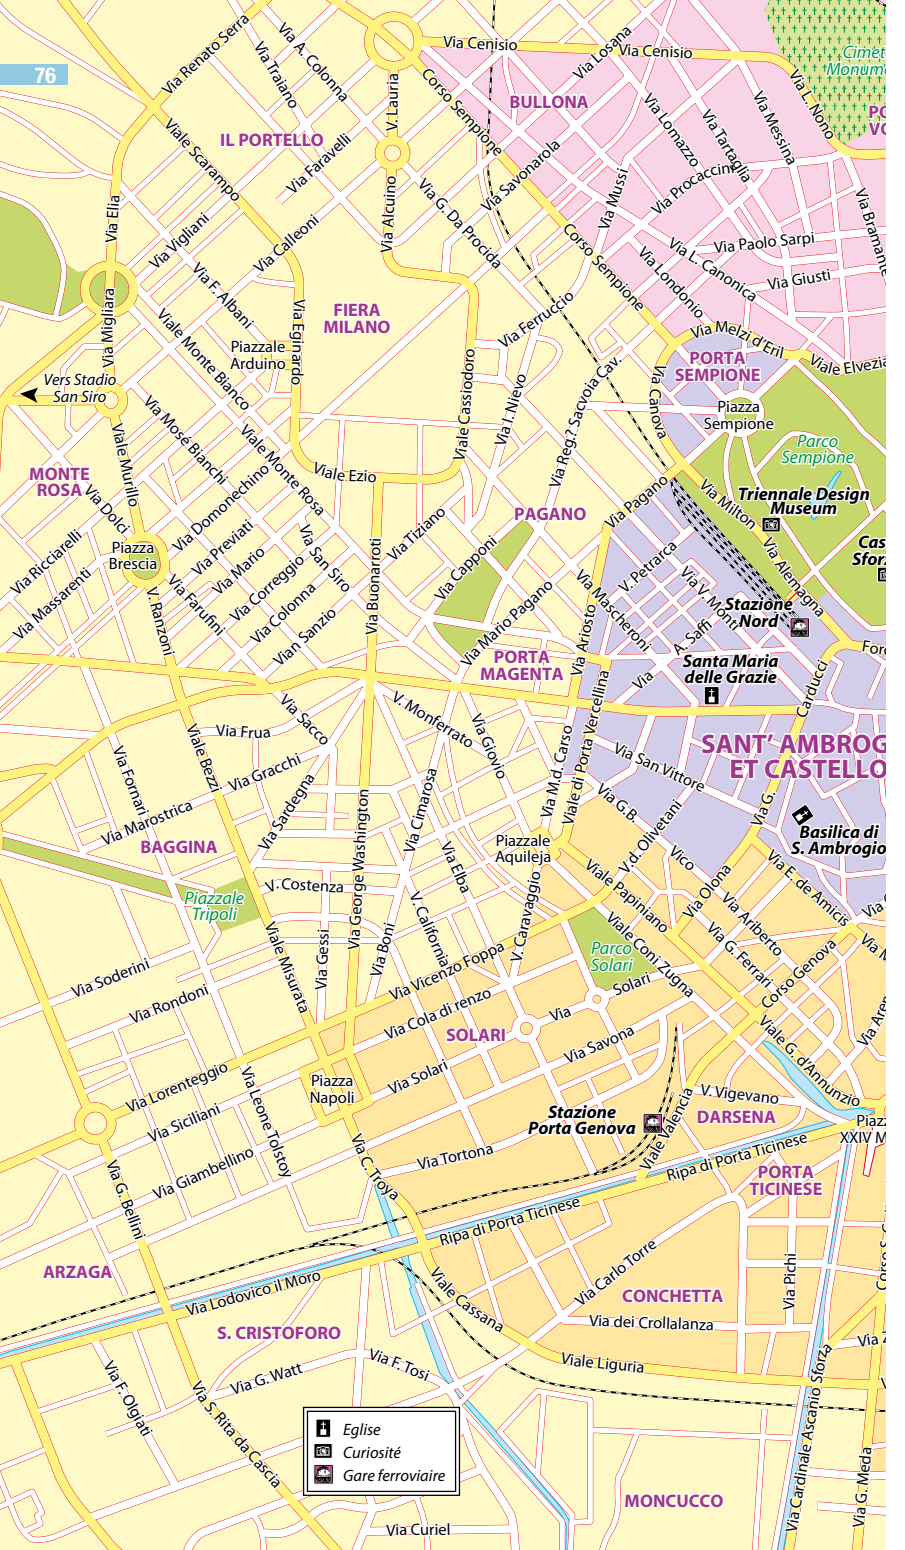 76
Via Renato Serra
Via A. Colonna
Via Traiano
V. Lauria
Via Cenisio
Via Losana
Via Cenisio
Corso Sempione
BULLONA
Via L. Nono
Via Messina
Via Lomazzo
Via Tartaglia
IL PORTELLO
Via Scarampo
Via Faravelli
Via Savonarola
Via Procaccini
Via Mussi
Via Elia
Via Alcuino
Via G. Da Procida
Via Vigliani
Via Calleoni
Corso Sempione
Via L. Canonica
Via Paolo Sarpi
Via Bramante
Via Londonio
Via Giusti
Via F. Albani
Via Migliara
Via Eginardo
FIERA
MILANO
Via Ferruccio
Via Melzi d'Eril
Viale Elvezia
Viale Monte Bianco
Piazzale
Arduino
PORTA
SEMPIONE
Vers Stadio
San Siro
Viale Cassiodoro
Via I. Nievo
Via Reg.? Sacvoia Cav.
Via Canova
Piazza
Sempione
Parco
Sempione
Via Mosé Bianchi
Viale Murillo
Viale Monte Rosa
Viale Ezio
MONTE
ROSA
Via Dolci
Via Domonechino
PAGANO
Via Pagano
Via Milton
Triennale Design
Museum
Via Ricciarelli
Piazza
Brescia
Via Previati
Via Mario
Via San Siro
Via Tiziano
Via Buonarroti
Via Capponi
V. Petrarca
Via Alemagna
Via Massarenti
V. Ranzoni
Via Farufini
Via Correggio
Via Colonna
Vian Sanzio
Via Mario Pagano
Via Mascheroni
Via Ariosto
Via V. Monti
Stazione
Nord
Via
A. Saffi
PORTA
MAGENTA
Santa Maria
delle Grazie
Carducci
Via Sacco
V. Monferrato
Via Giovio
Via M.d. Carso
Viale di Porta Vercellina
Via Frua
Viale Bezzi
Via Fornari
Via Gracchi
Via San Vittore
SANT' AMBROG
ET CASTELLO
Via Marostrica
BAGGINA
Via Sardegna
Via George Washington
Via Cimarosa
Via Elba
Piazzale
Aquileja
Via G.B.
Vico
V.d. Olivetani
Via G.
Basilica di
S. Ambrogio
Piazzale
Tripoli
V. Costenza
V. California
V. Caravaggio
Viale Papiniano
Via Olona
Via E. de Amicis
Via Ariberto
Via G. Ferrari
Via Soderini
Viale Misurata
Via Gessi
Via Boni
Via Vicenzo Foppa
Parco
Solari
Viale Coni Zugna
Corso Genova
Via Rondoni
Via Cola di renzo
SOLARI
Via
Solari
Via Savona
Viale G. d'Annunzio
Via Lorenteggio
Via Siciliani
Via Leone Tolstoy
Piazza
Napoli
Via Solari
Stazione
Porta Genova
V. Vigevano
DARSENA
Viale Valencia
Via Giambellino
Via C. Troya
Via Tortona
Ripa di Porta Ticinese
PORTA
TICINESE
Via G. Bellini
Ripa di Porta Ticinese
ARZAGA
Via Lodovico il Moro
Viale Cassana
Via Carlo Torre
Via Pichi
CONCHETTA
Via dei Crollalanza
S. CRISTOFORO
Via F. Olgiati
Via G. Watt
Via F. Tosi
Viale Liguria
Via S. Rita da Cascia
Via Cardinale Ascanio Sforza
Via G. Meda
Eglise
Curiosité
Gare ferroviaire
MONCUCCO
Via Curiel